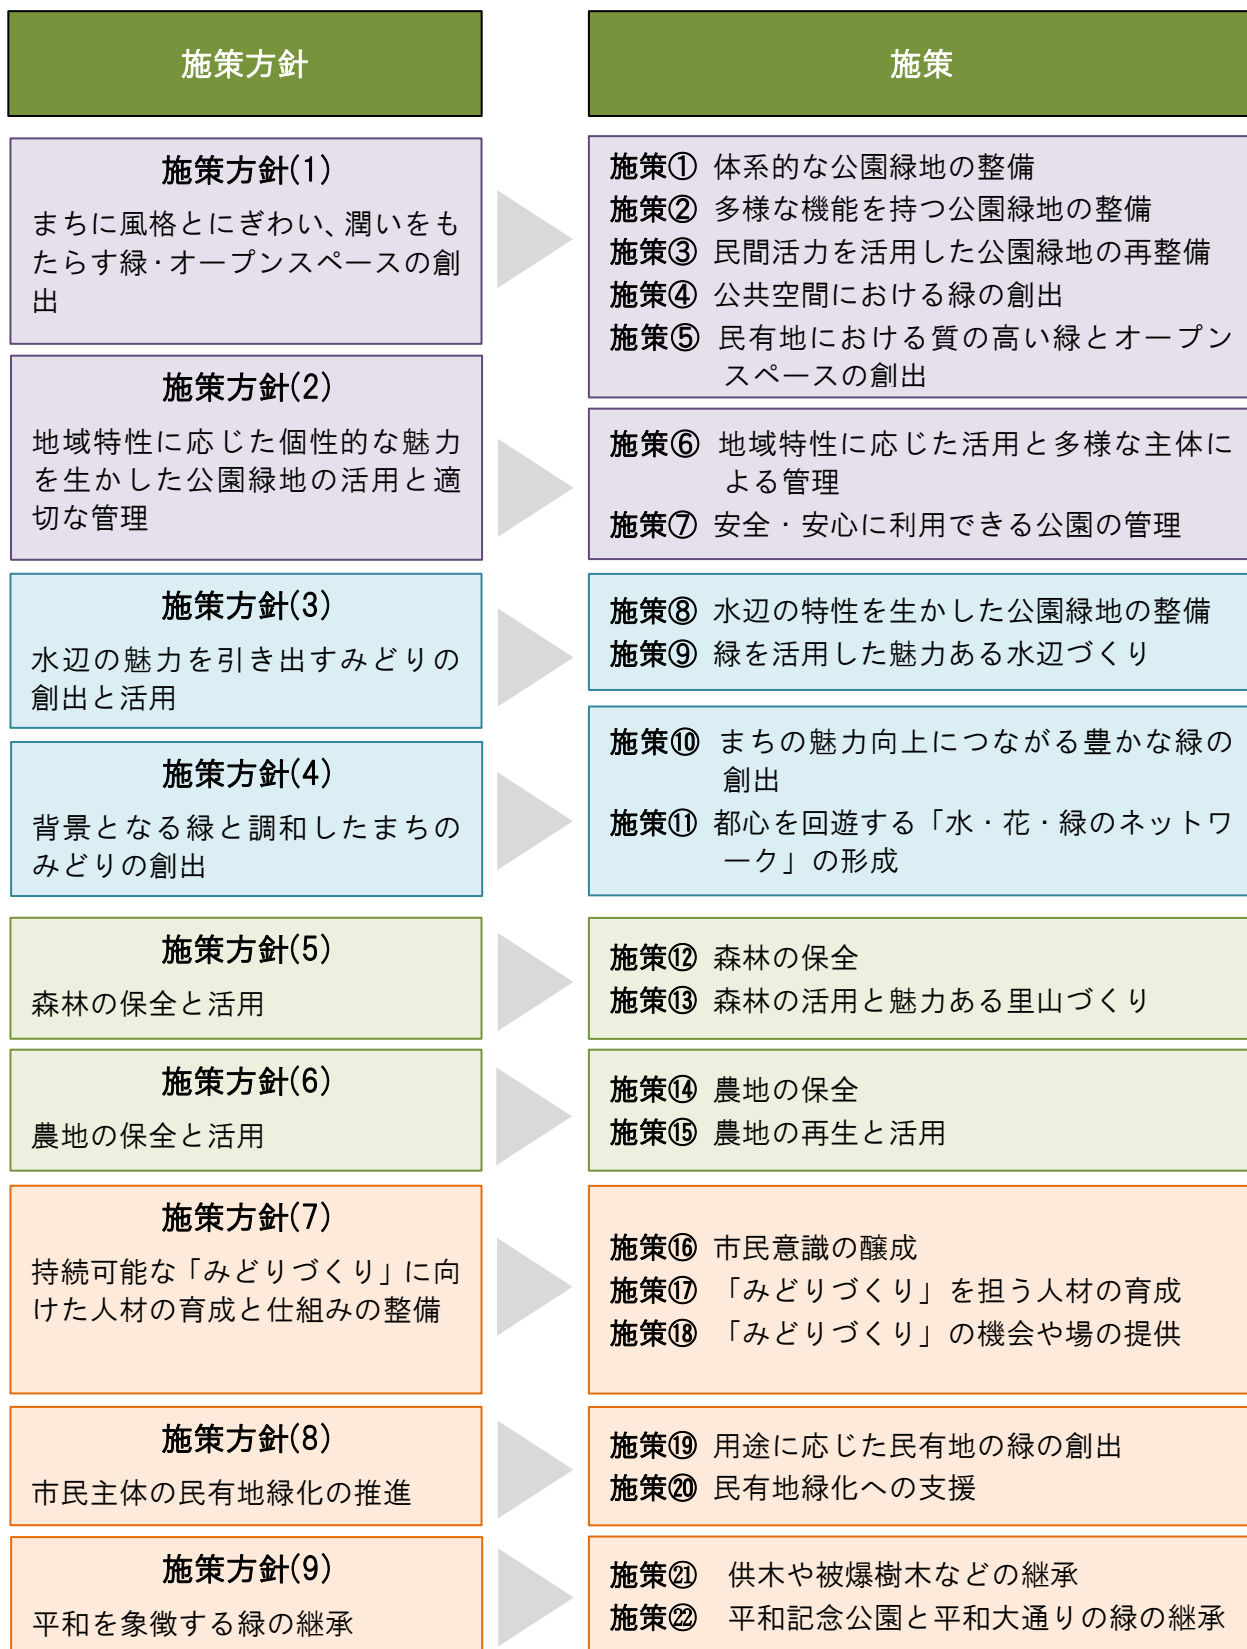 施策方針
施策
施策方針(1)
まちに風格とにぎわい、潤いをも
たらす緑・オープンスペースの創
出
施策① 体系的な公園緑地の整備
施策② 多様な機能を持つ公園緑地の整備
施策③ 民間活力を活用した公園緑地の再整備
施策④ 公共空間における緑の創出
施策⑤ 民有地における質の高い緑とオープン
スペースの創出
施策方針(2)
地域特性に応じた個性的な魅力
を生かした公園緑地の活用と適
切な管理
施策⑥ 地域特性に応じた活用と多様な主体に
よる管理
施策⑦ 安全・安心に利用できる公園の管理
施策方針(3)
水辺の魅力を引き出すみどりの
創出と活用
施策⑧ 水辺の特性を生かした公園緑地の整備
施策⑨ 緑を活用した魅力ある水辺づくり
施策方針(4)
背景となる緑と調和したまちの
みどりの創出
施策⑩ まちの魅力向上につながる豊かな緑の
創出
施策⑪ 都心を回遊する「水・花・緑のネットワ
ーク」の形成
施策方針(5)
森林の保全と活用
施策⑫ 森林の保全
施策⑬ 森林の活用と魅力ある里山づくり
施策方針(6)
農地の保全と活用
施策⑭ 農地の保全
施策⑮ 農地の再生と活用
施策方針(7)
持続可能な「みどりづくり」に向
けた人材の育成と仕組みの整備
施策⑯ 市民意識の醸成
施策⑰ 「みどりづくり」を担う人材の育成
施策⑱ 「みどりづくり」の機会や場の提供
施策方針(8)
市民主体の民有地緑化の推進
施策⑲ 用途に応じた民有地の緑の創出
施策⑳ 民有地緑化への支援
施策方針(9)
平和を象徴する緑の継承
施策㉑ 供木や被爆樹木などの継承
施策㉒ 平和記念公園と平和大通りの緑の継承